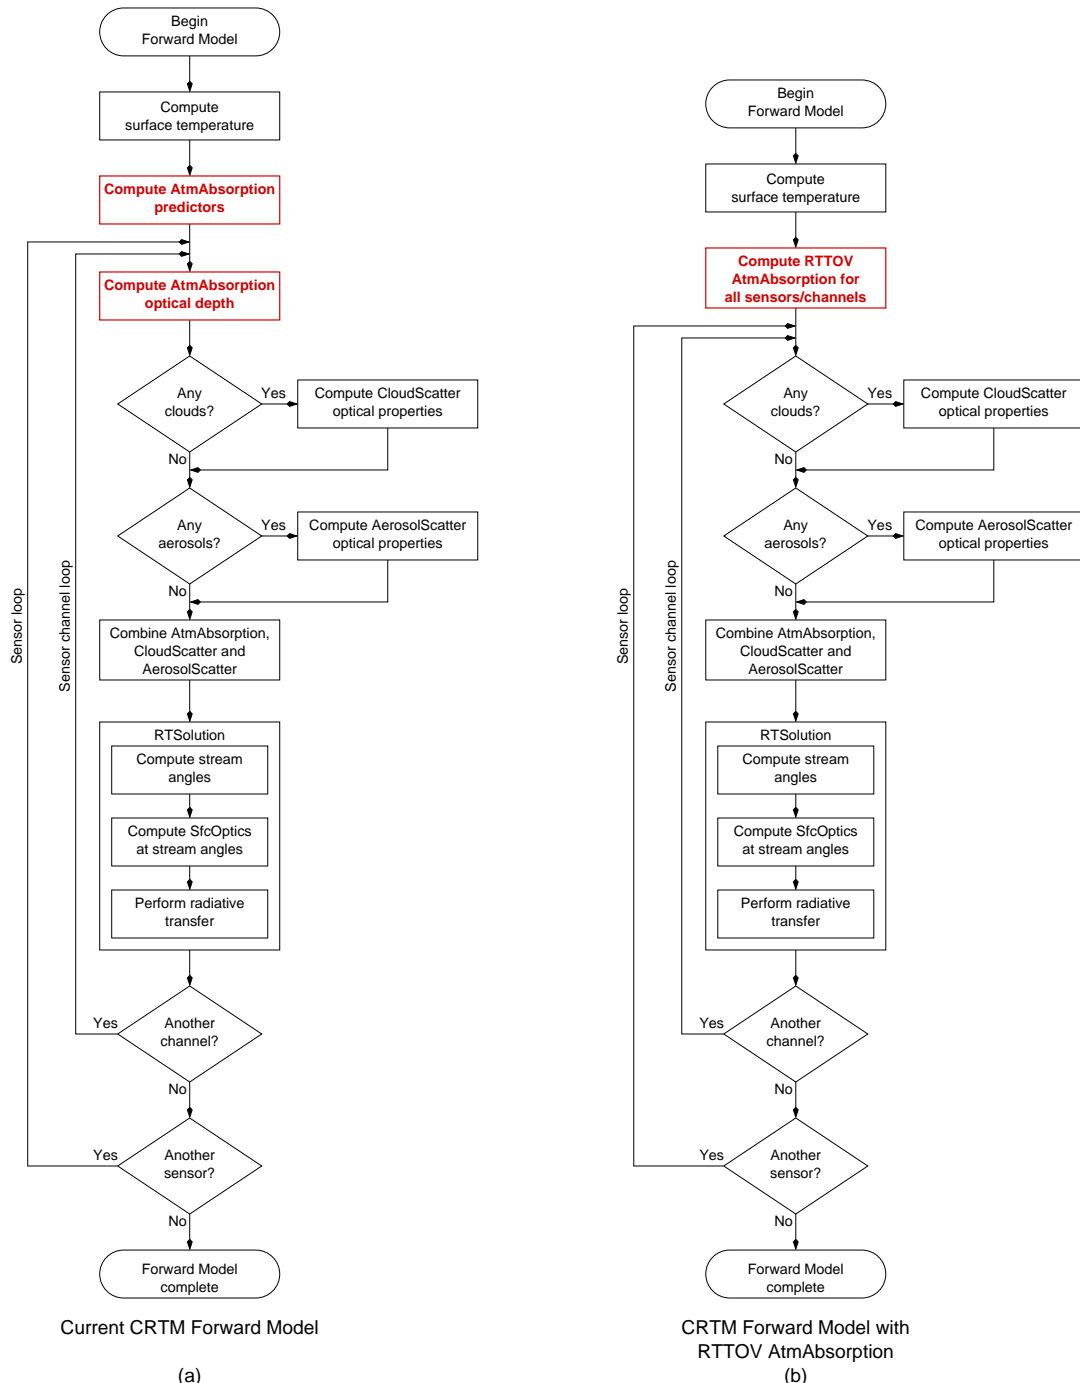 Begin
Forward Model
Compute
surface temperature
Compute AtmAbsorption
predictors
Compute AtmAbsorption
optical depth
Any
clouds?
Yes
Compute CloudScatter
optical properties
No
Any
aerosols?
Yes
Compute AerosolScatter
optical properties
No
Combine AtmAbsorption,
CloudScatter and
AerosolScatter
RTSolution
Compute stream
angles
Compute SfcOptics
at stream angles
Perform radiative
transfer
Another
channel?
Yes
No
Another
sensor?
Yes
No
Forward Model
complete
Sensor loop
Sensor channel loop
Current CRTM Forward Model
(a)
Begin
Forward Model
Compute
surface temperature
Compute RTTOV
AtmAbsorption for
all sensors/channels
Any
clouds?
Yes
Compute CloudScatter
optical properties
No
Any
aerosols?
Yes
Compute AerosolScatter
optical properties
No
Combine AtmAbsorption,
CloudScatter and
AerosolScatter
RTSolution
Compute stream
angles
Compute SfcOptics
at stream angles
Perform radiative
transfer
Another
channel?
Yes
No
Another
sensor?
Yes
No
Forward Model
complete
Sensor loop
Sensor channel loop
CRTM Forward Model with
RTTOV AtmAbsorption
(b)